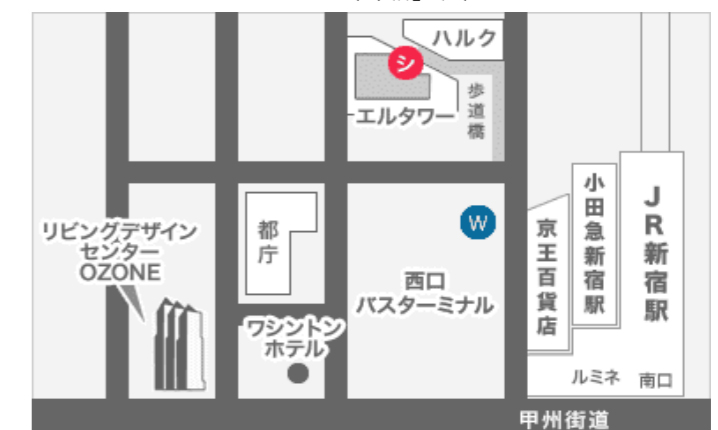 ハルク
シ
エルタワー
歩道橋
リビングデザイン
センター
OZONE
都庁
W
西口
バスターミナル
ワシントン
ホテル
京王百貨店
小田急新宿駅
JR新宿駅
ルミネ
南口
甲州街道